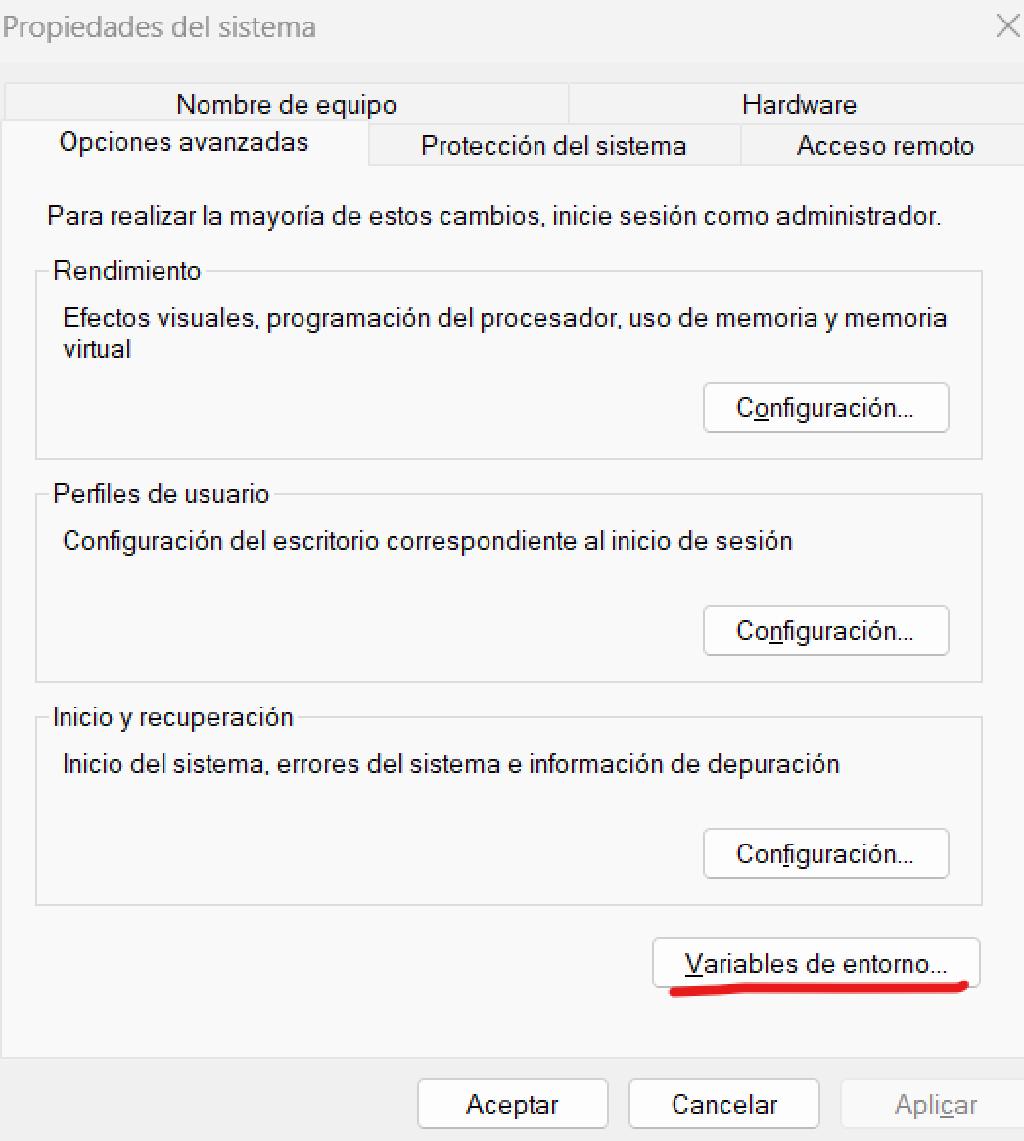 Propiedades del sistema
Nombre de equipo
Hardware
Opciones avanzadas
Protección del sistema
Acceso remoto
Para realizar la mayoría de estos cambios, inicie sesión como administrador.
Rendimiento
Efectos visuales, programación del procesador, uso de memoria y memoria
virtual
Configuración...
Perfiles de usuario
Configuración del escritorio correspondiente al inicio de sesión
Configuración...
Inicio y recuperación
Inicio del sistema, errores del sistema e información de depuración
Configuración...
Variables de entorno...
Aceptar
Cancelar
Aplicar